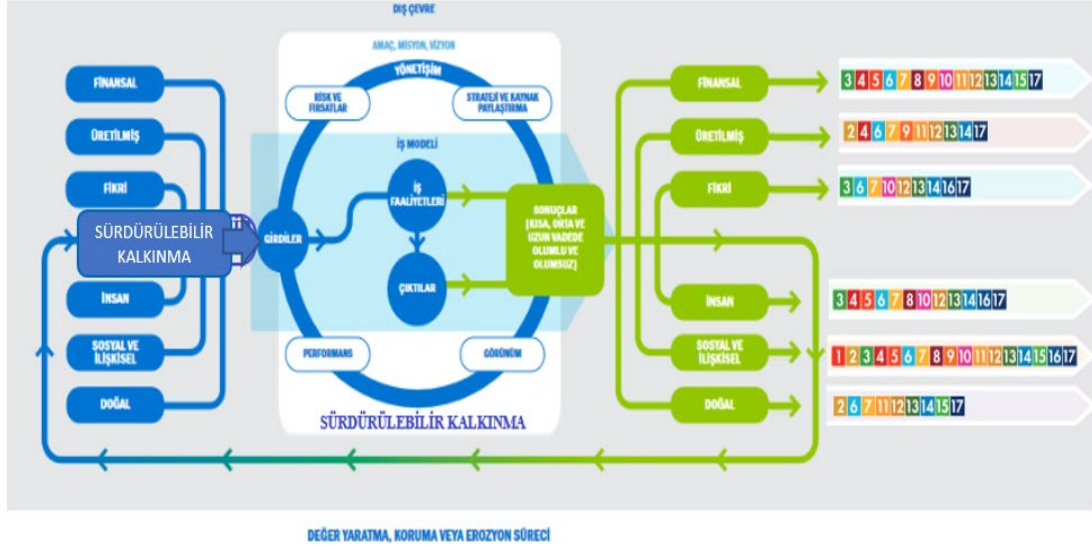 DIŞ ÇEVRE
AMAÇ, MİSYON, VİZYON
YÖNETİŞİM
RİSK VE
FIRSATLAR
STRATEJİ VE KAYNAK
PAYLAŞTIRMA
İŞ MODELİ
FİNANSAL
ÜRETİLMİŞ
FİKRİ
SÜRDÜRÜLEBİLİR
KALKINMA
İNSAN
SOSYAL VE
İLİŞKİSEL
DOĞAL
GİRDİLER
İŞ
FAALİYETLERİ
ÇIKTILAR
SONUÇLAR
[KISA, ORTA VE
UZUN VADEDE
OLUMLU VE
OLUMSUZ]
PERFORMANS
GÖRÜNÜM
SÜRDÜRÜLEBİLİR KALKINMA
FİNANSAL
3 4 5 6 7 8 9 10 11 12 13 14 15 17
ÜRETİLMİŞ
2 4 6 7 9 11 12 13 14 17
FİKRİ
3 6 7 10 12 13 14 16 17
İNSAN
3 4 5 6 7 8 10 12 13 14 16 17
SOSYAL VE
İLİŞKİSEL
1 2 3 4 5 6 7 8 9 10 11 12 13 14 15 16 17
DOĞAL
2 6 7 11 12 13 14 15 17
DEĞER YARATMA, KORUMA VEYA EROZYON SÜRECİ